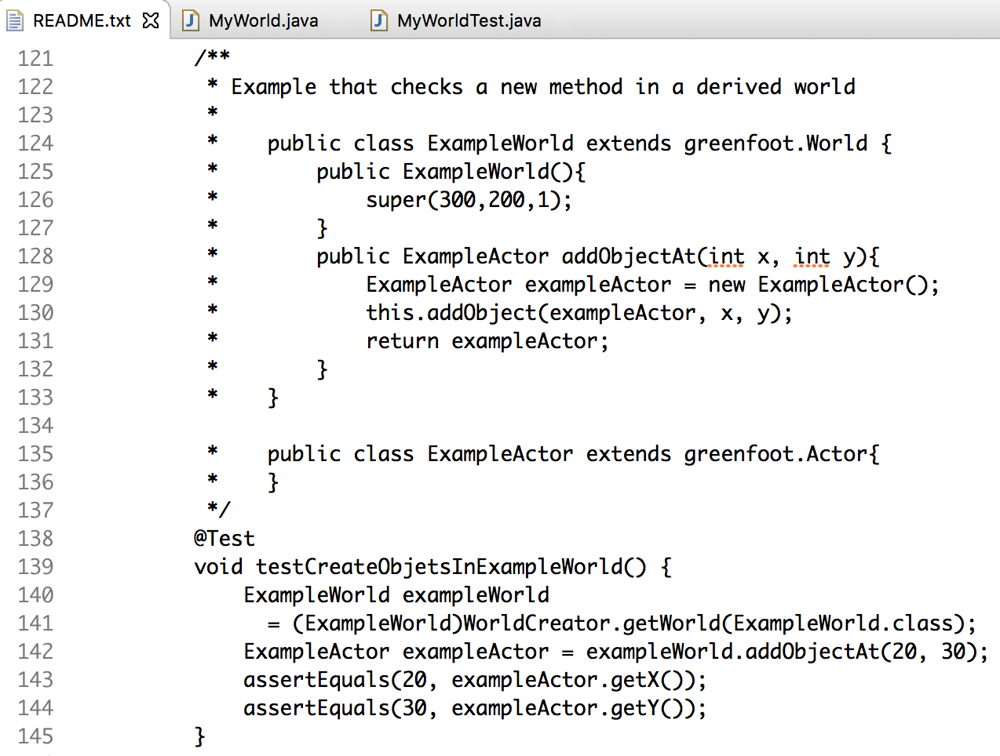 README.txt MyWorld.java MyWorldTest.java
121 /**
122 * Example that checks a new method in a derived world
123 *
124 * public class ExampleWorld extends greenfoot.World {
125 * public ExampleWorld(){
126 * super(300,200,1);
127 * }
128 * public ExampleActor addObjectAt(int x, int y){
129 * ExampleActor exampleActor = new ExampleActor();
130 * this.addObject(exampleActor, x, y);
131 * return exampleActor;
132 * }
133 * }
134
135 * public class ExampleActor extends greenfoot.Actor{
136 * }
137 */
138 @Test
139 void testCreateObjetsInExampleWorld() {
140 ExampleWorld exampleWorld
141 = (ExampleWorld)WorldCreator.getWorld(ExampleWorld.class);
142 ExampleActor exampleActor = exampleWorld.addObjectAt(20, 30);
143 assertEquals(20, exampleActor.getX());
144 assertEquals(30, exampleActor.getY());
145 }